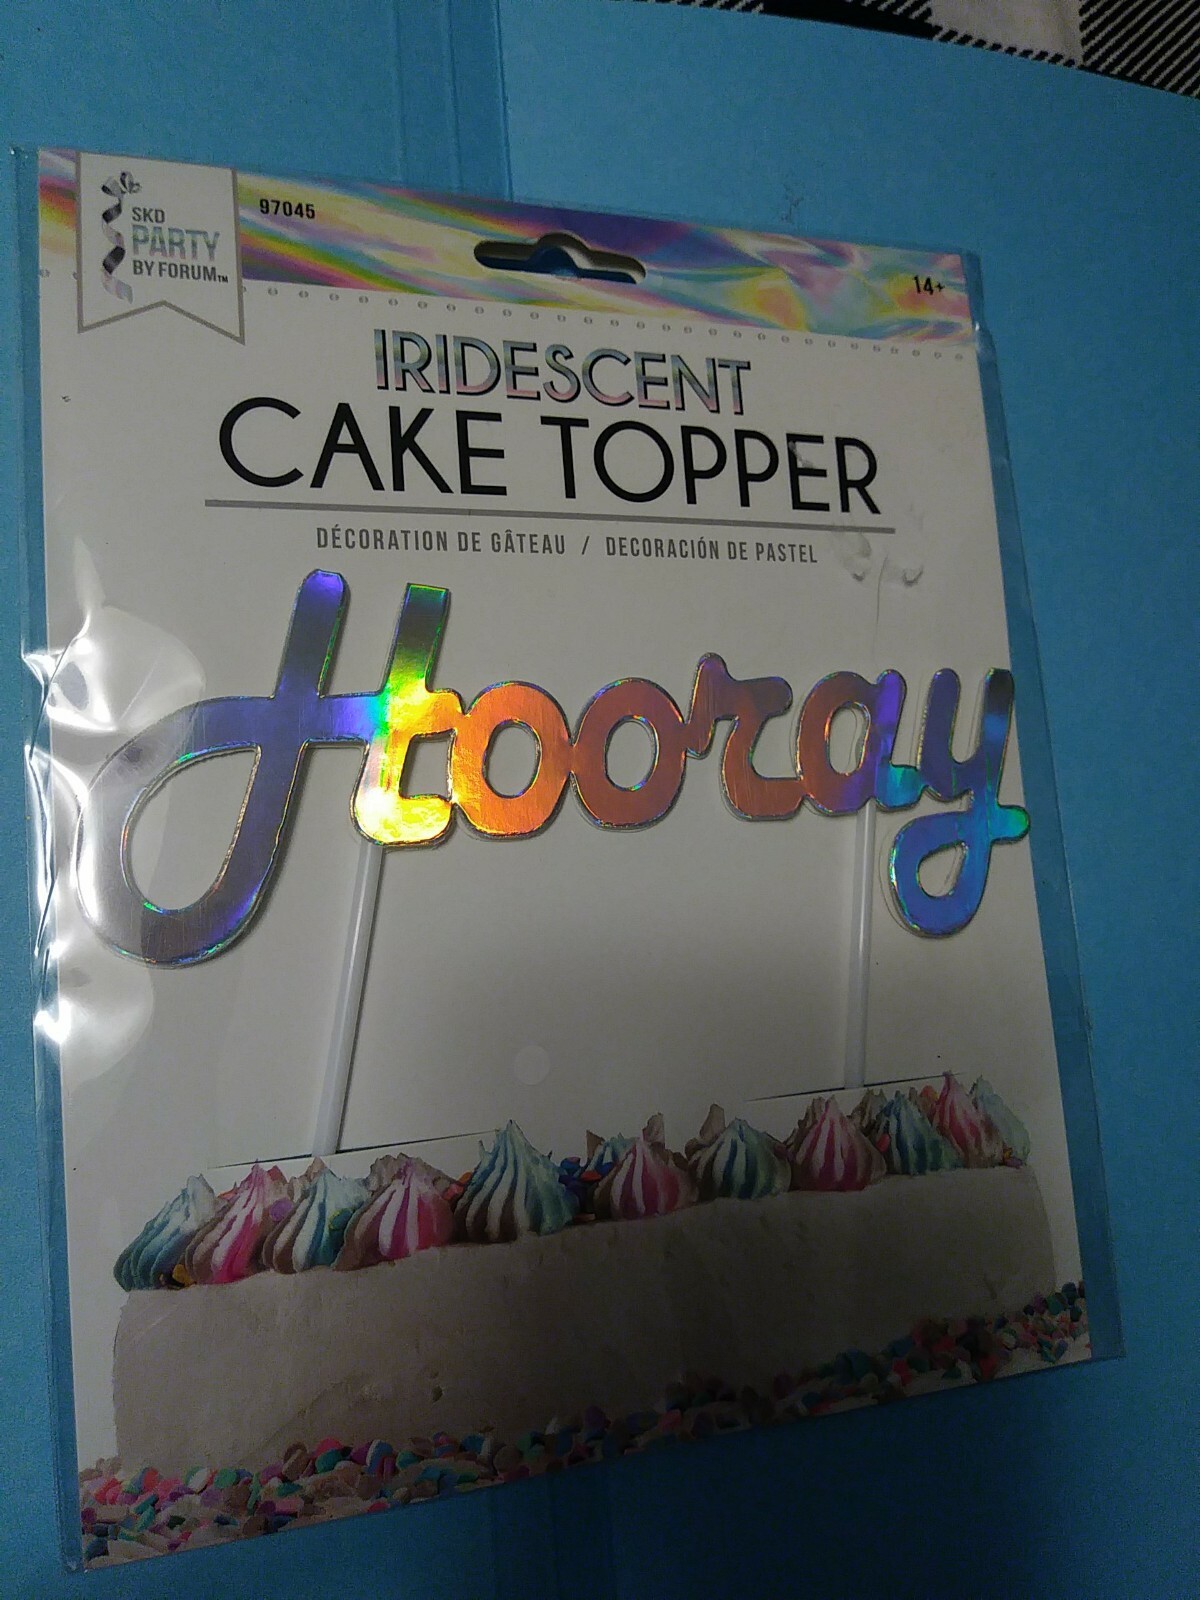 SKD
PARTY
BY FORUM™
97045
14+
IRIDESCENT
CAKE TOPPER
DÉCORATION DE GÂTEAU / DECORACIÓN DE PASTEL
Hooray